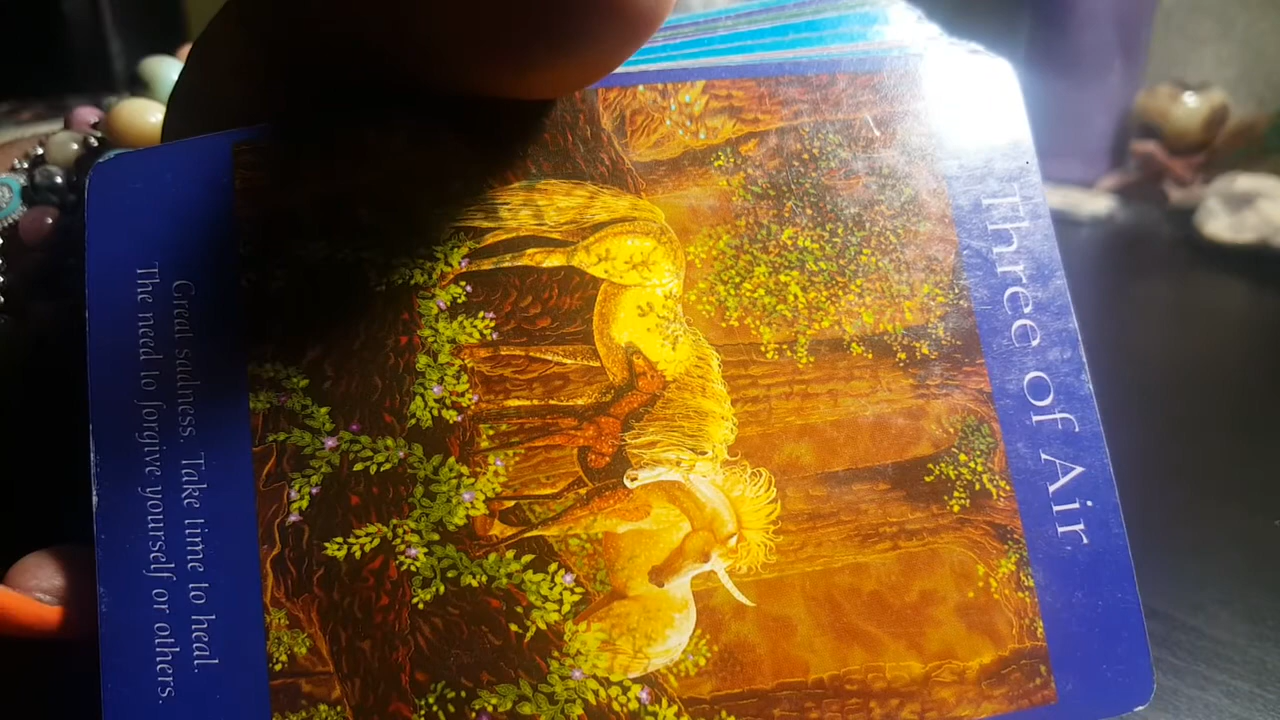 Three of Air
Great sadness. Take time to heal.
The need to forgive yourself or others.